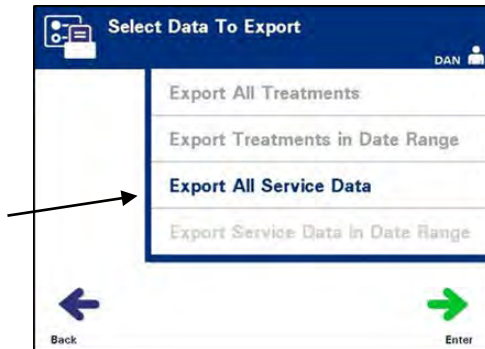 Select Data To Export
DAN
Export All Treatments
Export Treatments in Date Range
Export All Service Data
Export Service Data in Date Range
Back
Enter